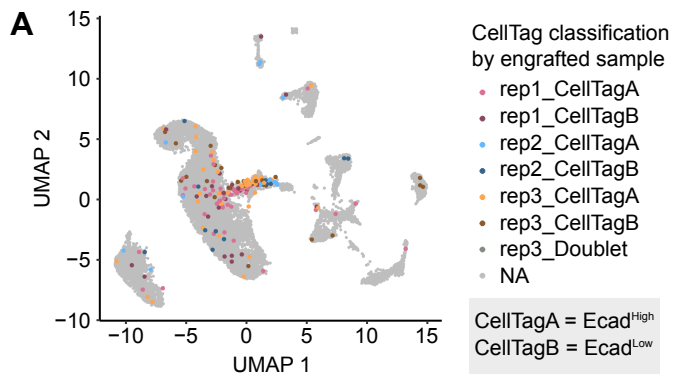 A
CellTag classification
by engrafted sample
rep1_CellTagA
rep1_CellTagB
rep2_CellTagA
rep2_CellTagB
rep3_CellTagA
rep3_CellTagB
rep3_Doublet
NA
CellTagA = Ecad^High
CellTagB = Ecad^Low
UMAP 2
15
10
5
0
−5
−10
−10 −5 0 5 10 15
UMAP 1